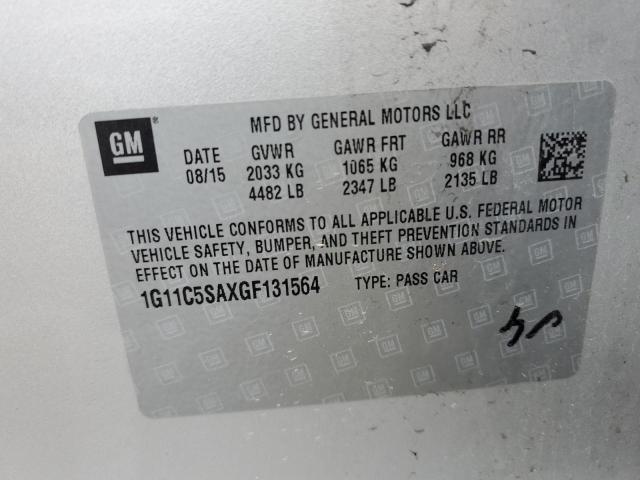 GM
MFD BY GENERAL MOTORS LLC
DATE GVWR GAWR FRT GAWR RR
08/15 2033 KG 1065 KG 968 KG
4482 LB 2347 LB 2135 LB
THIS VEHICLE CONFORMS TO ALL APPLICABLE U.S. FEDERAL MOTOR
VEHICLE SAFETY, BUMPER, AND THEFT PREVENTION STANDARDS IN
EFFECT ON THE DATE OF MANUFACTURE SHOWN ABOVE.
1G11C5SAXGF131564 TYPE: PASS CAR